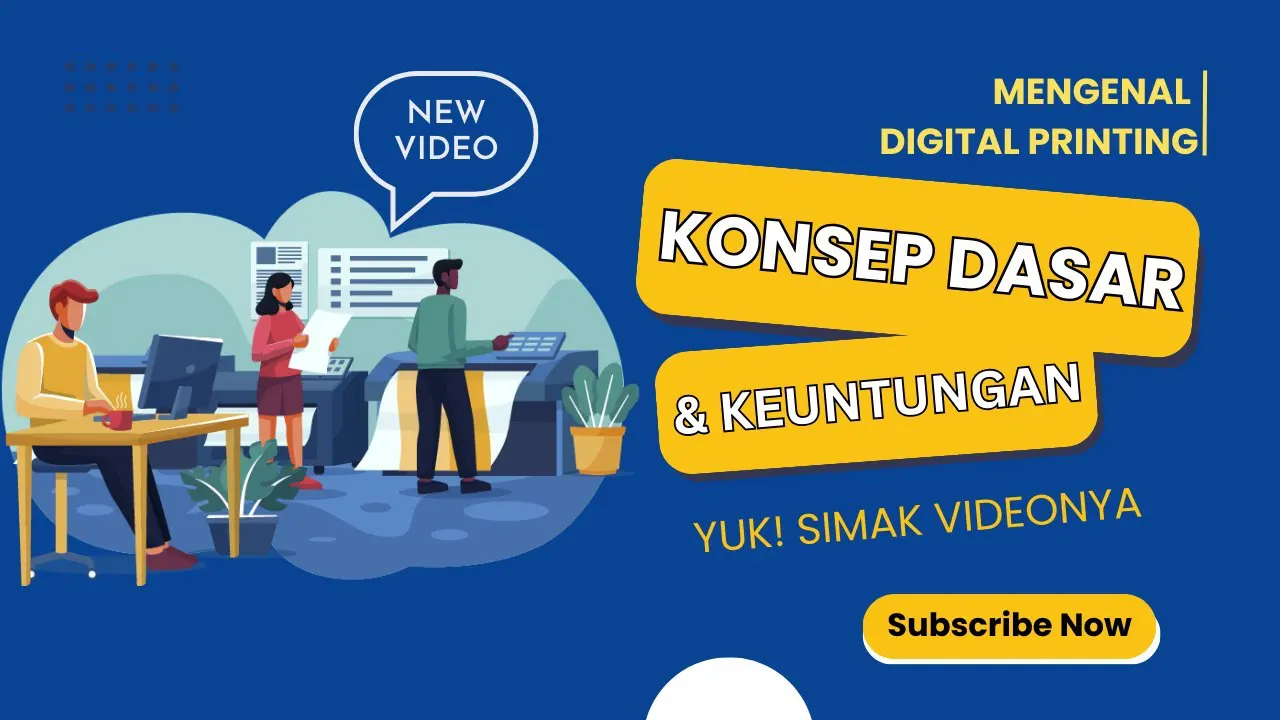 NEW
VIDEO
MENGENAL
DIGITAL PRINTING
KONSEP DASAR
& KEUNTUNGAN
YUK! SIMAK VIDEONYA
Subscribe Now